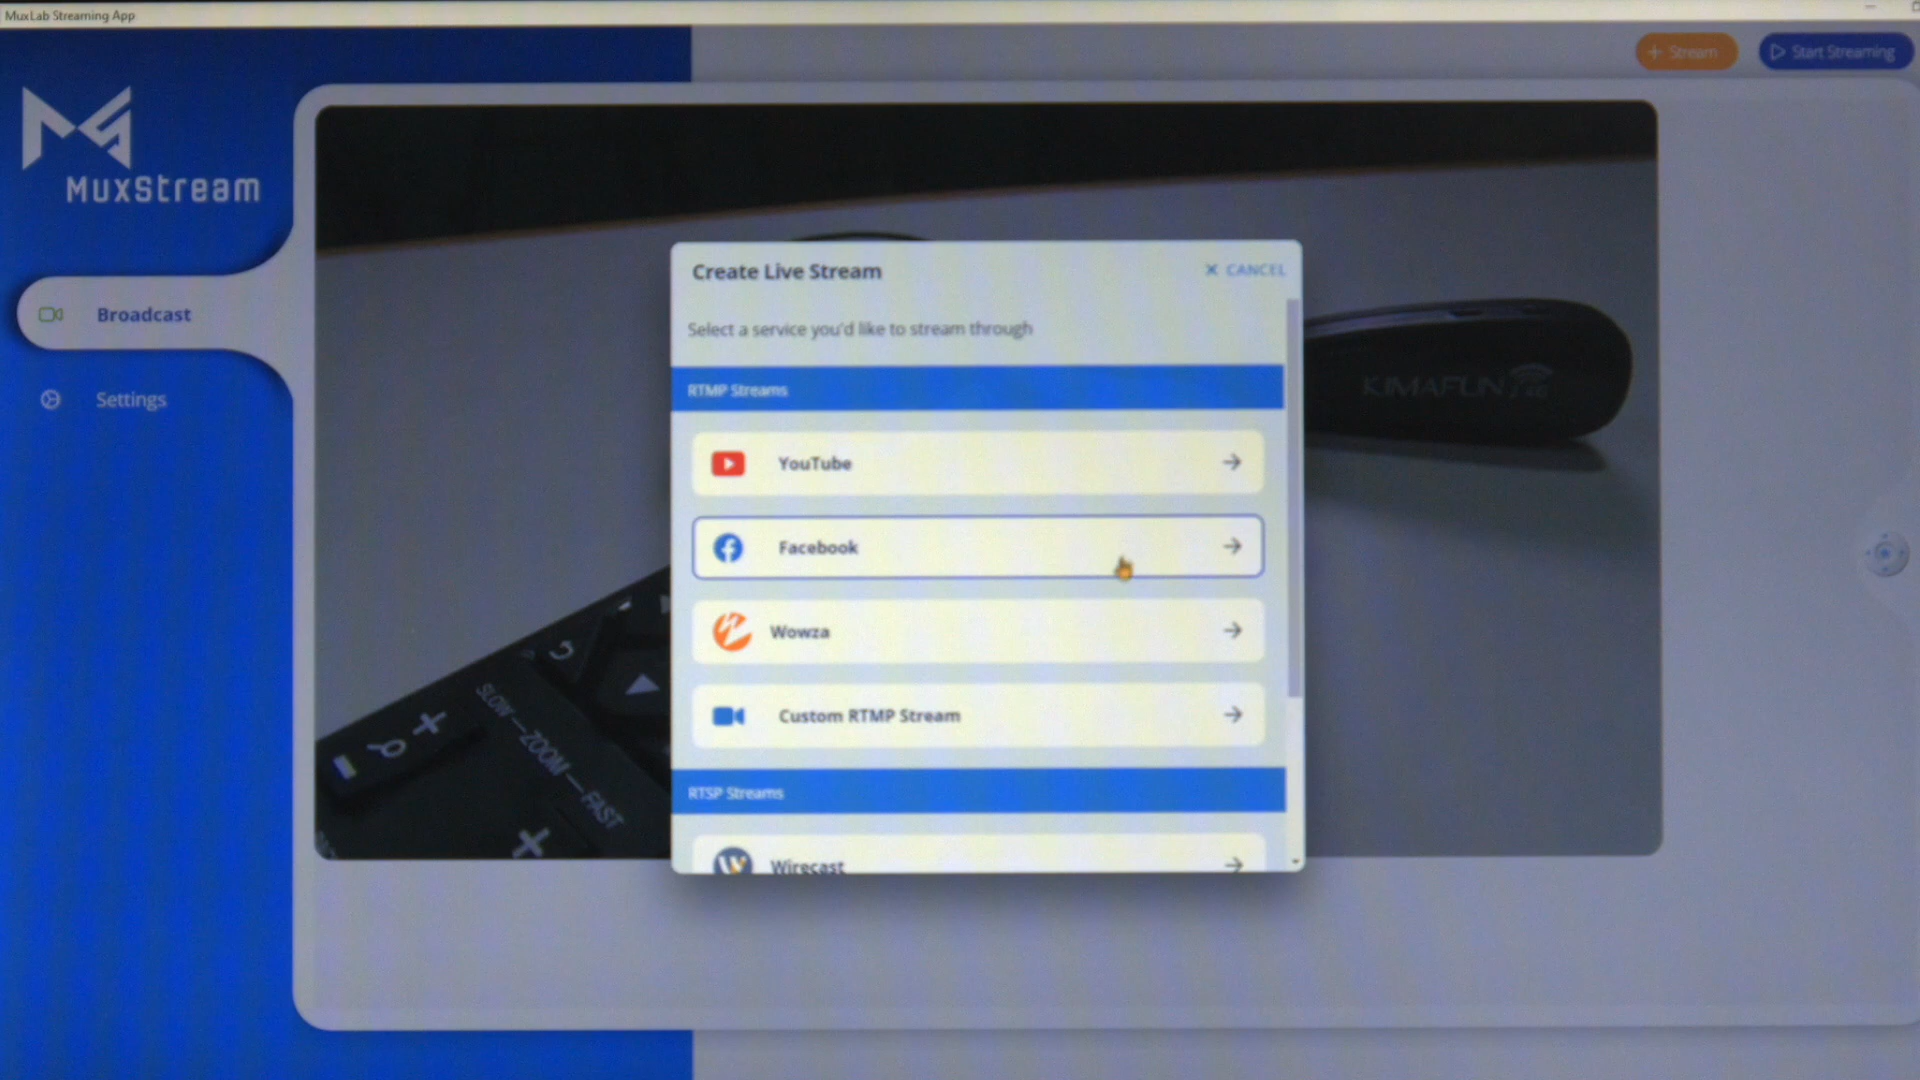 MuxLab Streaming App
+ Stream
Start Streaming
MuxStream
Broadcast
Settings
Create Live Stream
× CANCEL
Select a service you'd like to stream through
RTMP Streams
YouTube
Facebook
Wowza
Custom RTMP Stream
RTSP Streams
Wirecast
KIMAFUN
SLOW — ZOOM — FAST